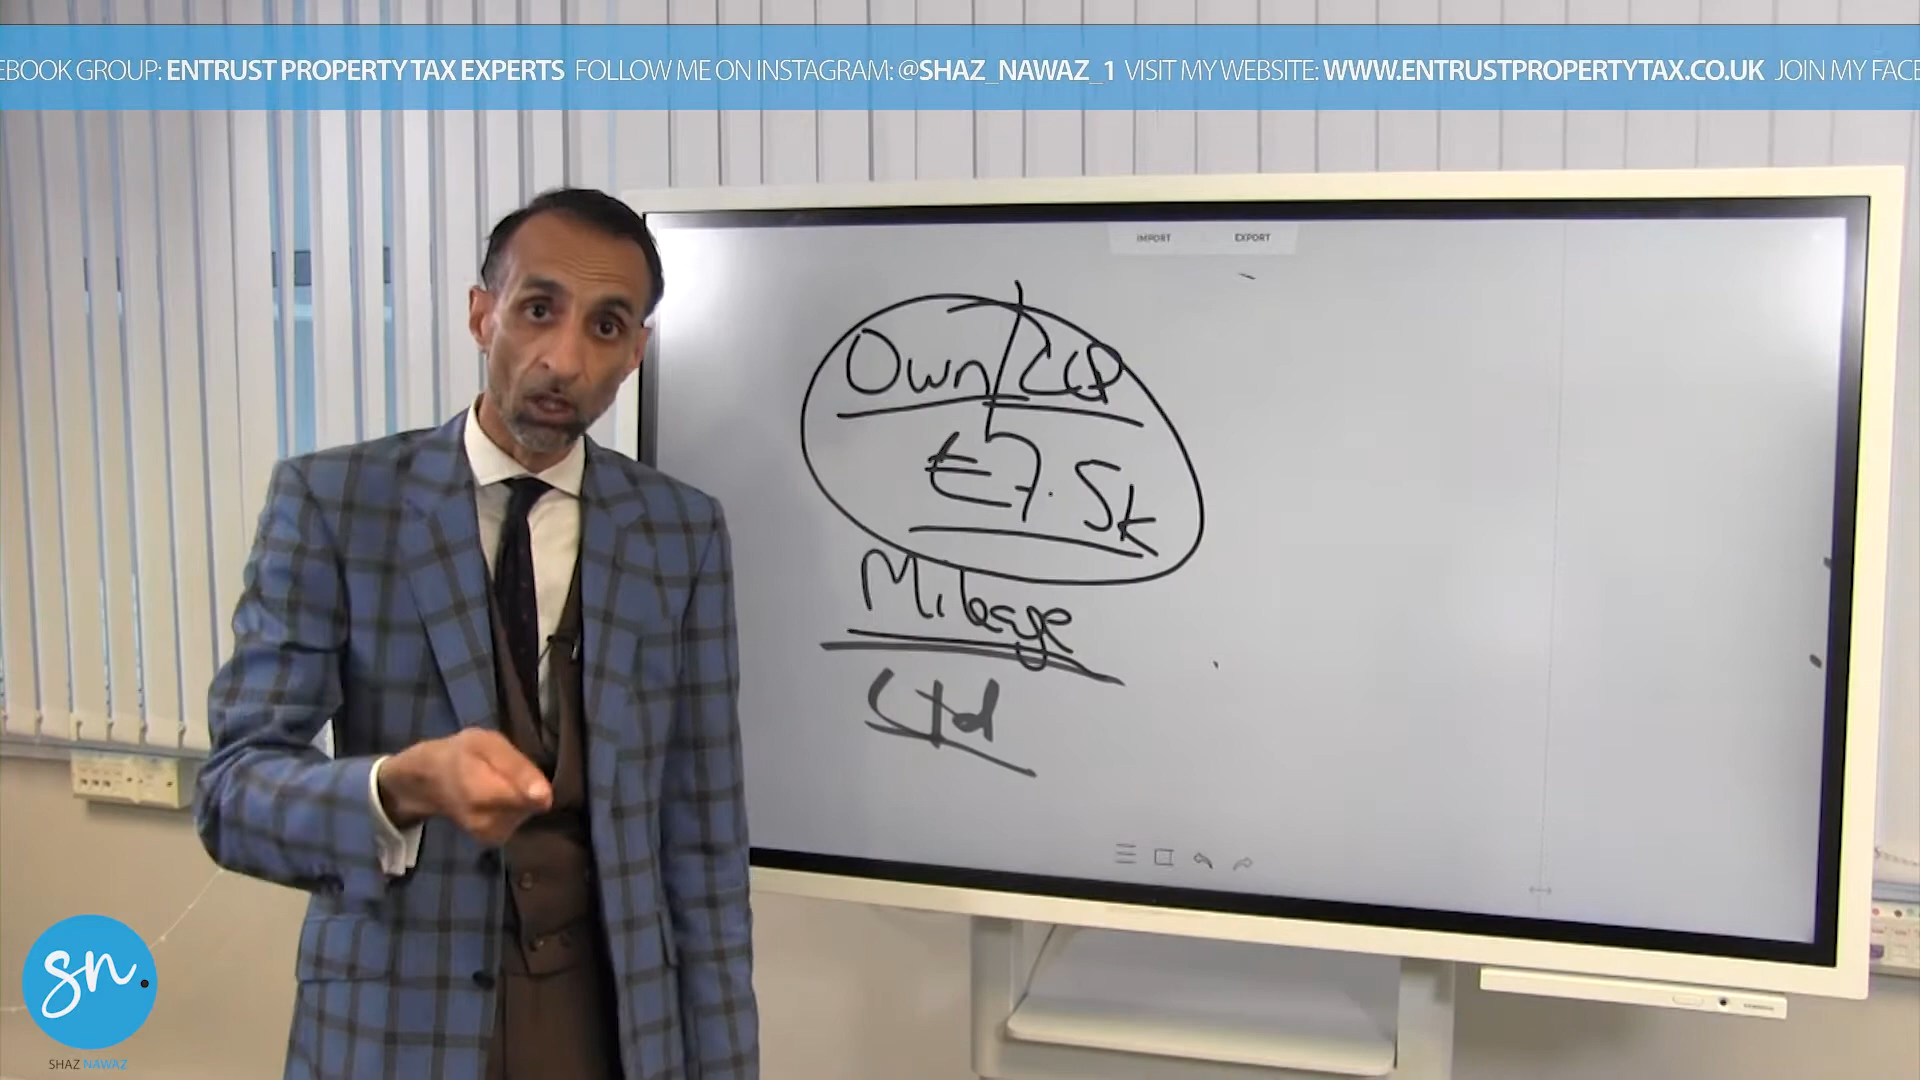 EBOOK GROUP: ENTRUST PROPERTY TAX EXPERTS FOLLOW ME ON INSTAGRAM: @SHAZ_NAWAZ_1 VISIT MY WEBSITE: WWW.ENTRUSTPROPERTYTAX.CO.UK JOIN MY FACE
IMPORT EXPORT
Own
£7.5k
Mileage
Ltd
sn.
SHAZ NAWAZ